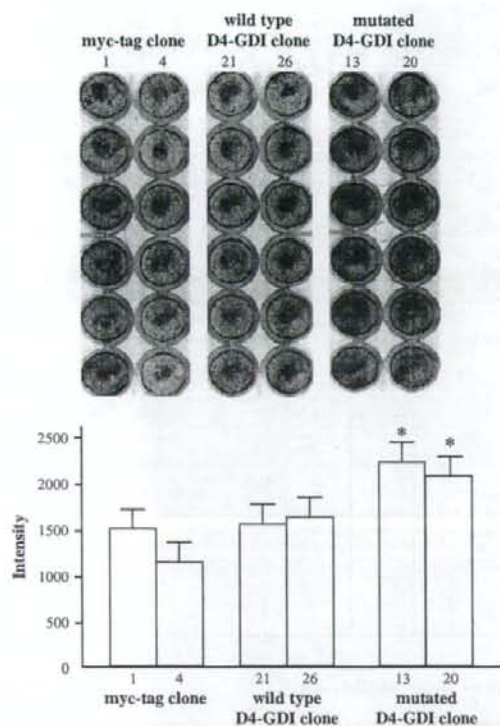 myc-tag clone wild type D4-GDI clone mutated D4-GDI clone
1 4 21 26 13 20
* *
2500
2000
1500
1000
500
0
Intensity
1 4 21 26 13 20
myc-tag clone wild type D4-GDI clone mutated D4-GDI clone